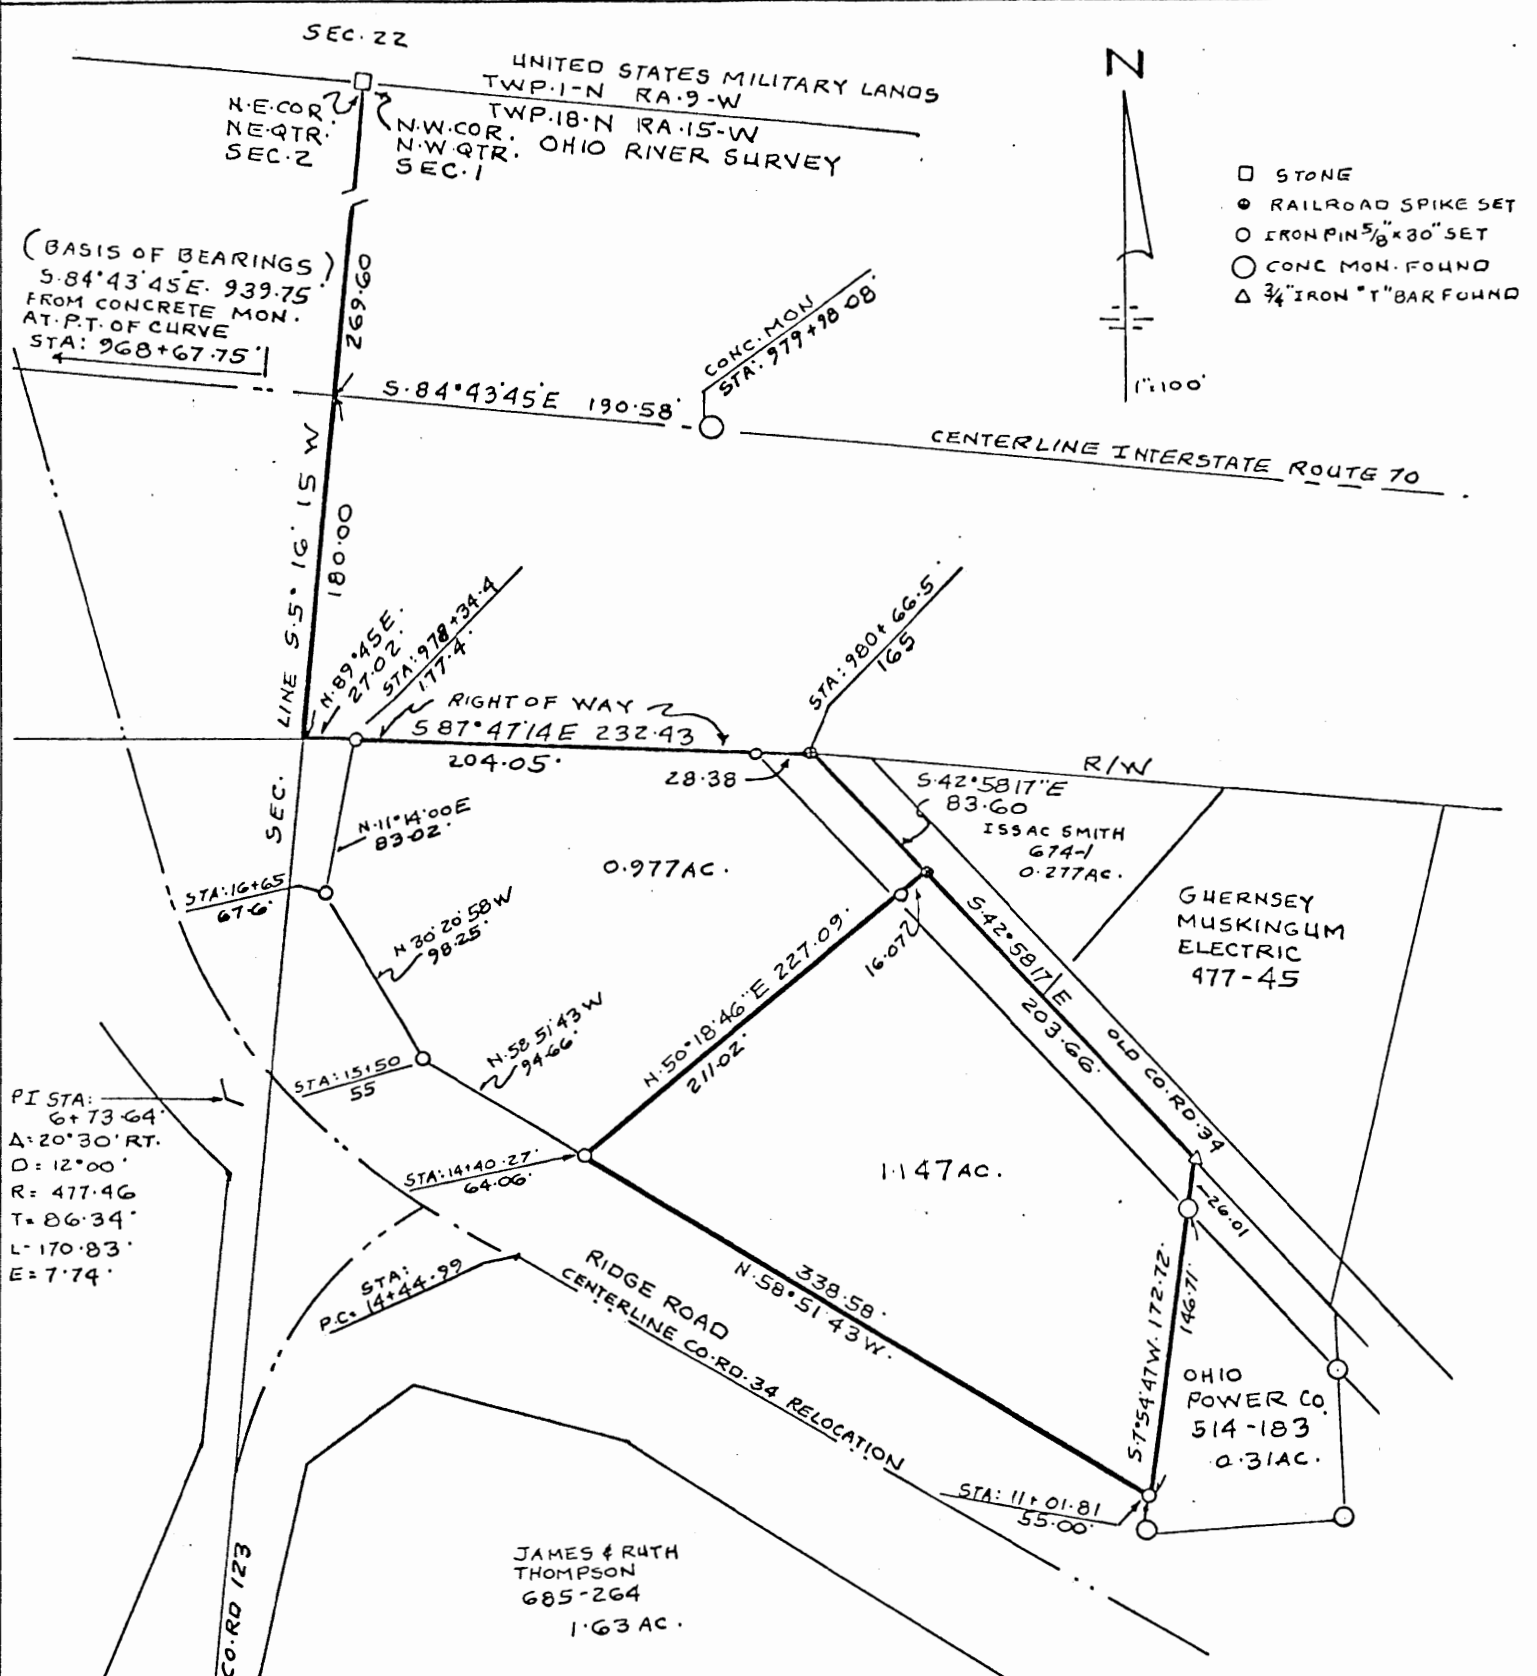 SEC. 22
UNITED STATES MILITARY LANDS
TWP. 1-N RA. 9-W
TWP. 18-N RA. 15-W
OHIO RIVER SURVEY
N.E. COR
NE. QTR.
SEC. 2
N.W. COR.
N.W. QTR.
SEC. 1
N
1"=100'
STONE
RAILROAD SPIKE SET
IRON PIN 5/8" x 30" SET
CONC MON. FOUND
3/4" IRON "T" BAR FOUND
(BASIS OF BEARINGS)
S. 84° 43' 45" E. 939.75'
FROM CONCRETE MON.
AT. P.T. OF CURVE
STA: 968+67.75'
269.60
S. 84° 43' 45" E 190.58'
CONC. MON
STA: 979+98.08'
CENTERLINE INTERSTATE ROUTE 70
SEC. LINE S. 5° 16' 15 W
180.00
N. 89° 45 E.
27.02'
STA: 978+34.4
177.4'
RIGHT OF WAY
S 87° 47' 14 E 232.43
204.05'
28.38
STA: 980+66.5'
165
R/W
S. 42° 58 17" E
83.60
ISSAC SMITH
674-1
0.277 AC.
GUERNSEY
MUSKINGUM
ELECTRIC
477-45
N. 11° 14' 00 E
83.02'
0.977 AC.
STA: 16+65
67.6'
N 30° 20' 58 W
98.25'
N. 58 51' 43 W
94.66'
STA: 15+50
55
N. 50° 18' 46" E 227.09'
211.02'
16.07
S. 42° 58 17 E
203.66'
OLD CO. RD. 34
1.147 AC.
STA: 14+40.27'
64.06'
26.01
PI STA:
6+73.64'
Δ: 20° 30' RT.
D: 12° 00'
R= 477.46
T= 86.34'
L- 170.83'
E= 7.74'
STA:
P.C. 14+44.99
RIDGE ROAD
CENTERLINE CO. RD. 34 RELOCATION
338.58'
N. 58° 51' 43 W.
S. 7° 54' 47 W. 172.72'
146.71'
OHIO
POWER CO.
514-183
0.31 AC.
STA: 11+01.81
55.00'
JAMES & RUTH
THOMPSON
685-264
1.63 AC.
CO. RD 123